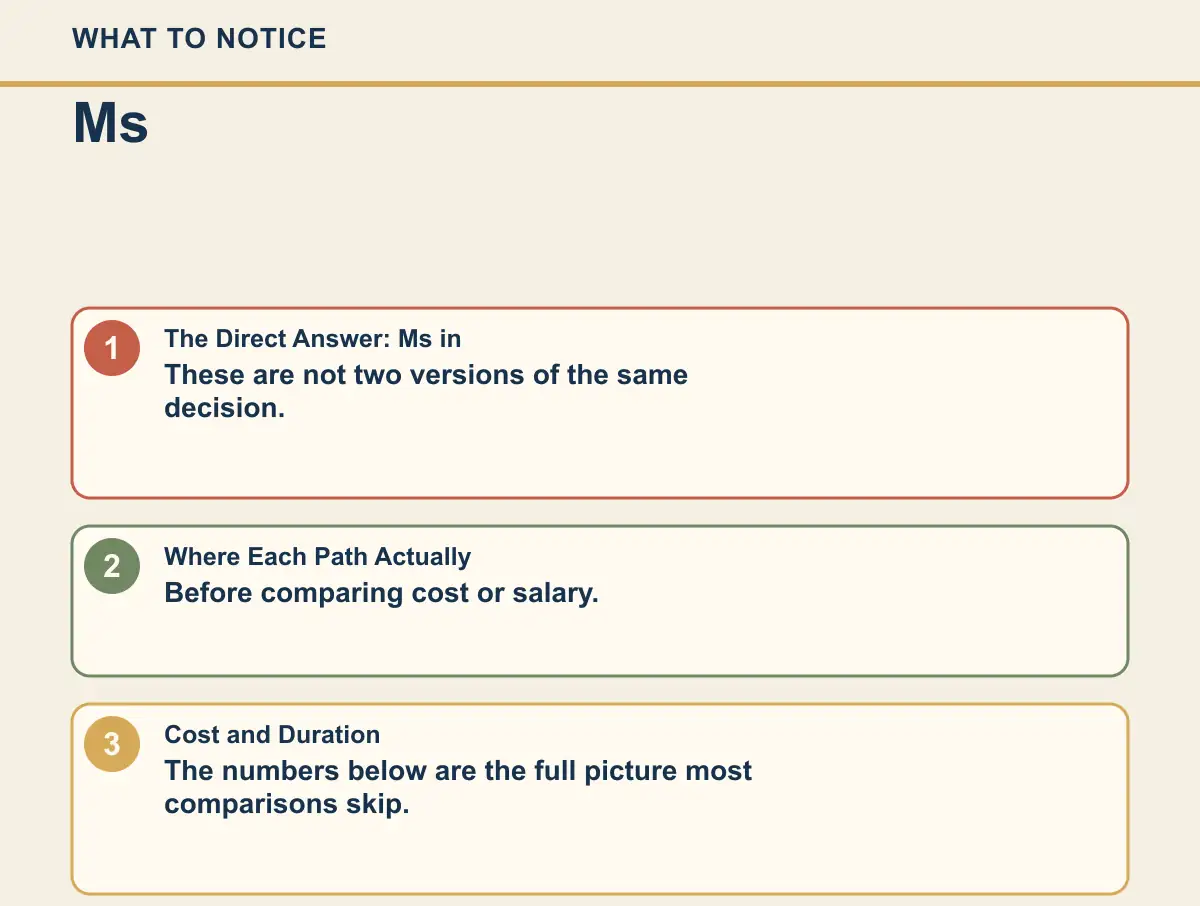 WHAT TO NOTICE
Ms
1
The Direct Answer: Ms in
These are not two versions of the same
decision.
2
Where Each Path Actually
Before comparing cost or salary.
3
Cost and Duration
The numbers below are the full picture most
comparisons skip.